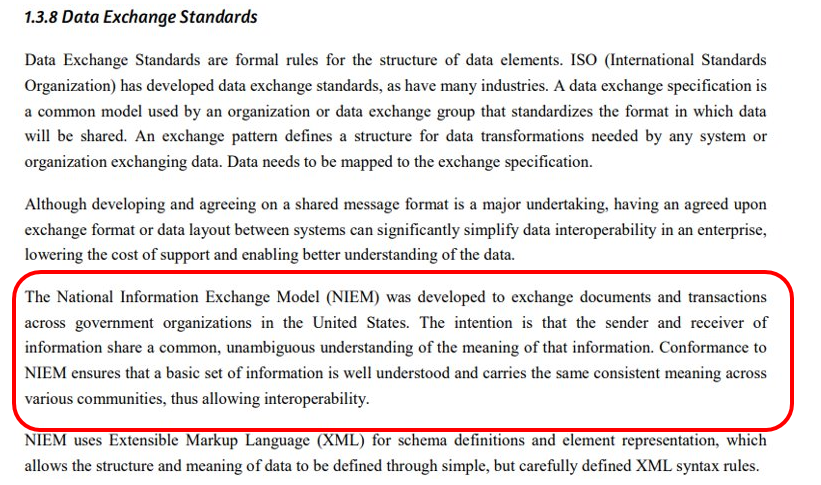 1.3.8 Data Exchange Standards
Data Exchange Standards are formal rules for the structure of data elements. ISO (International Standards
Organization) has developed data exchange standards, as have many industries. A data exchange specification is
a common model used by an organization or data exchange group that standardizes the format in which data
will be shared. An exchange pattern defines a structure for data transformations needed by any system or
organization exchanging data. Data needs to be mapped to the exchange specification.
Although developing and agreeing on a shared message format is a major undertaking, having an agreed upon
exchange format or data layout between systems can significantly simplify data interoperability in an enterprise,
lowering the cost of support and enabling better understanding of the data.
The National Information Exchange Model (NIEM) was developed to exchange documents and transactions
across government organizations in the United States. The intention is that the sender and receiver of
information share a common, unambiguous understanding of the meaning of that information. Conformance to
NIEM ensures that a basic set of information is well understood and carries the same consistent meaning across
various communities, thus allowing interoperability.
NIEM uses Extensible Markup Language (XML) for schema definitions and element representation, which
allows the structure and meaning of data to be defined through simple, but carefully defined XML syntax rules.